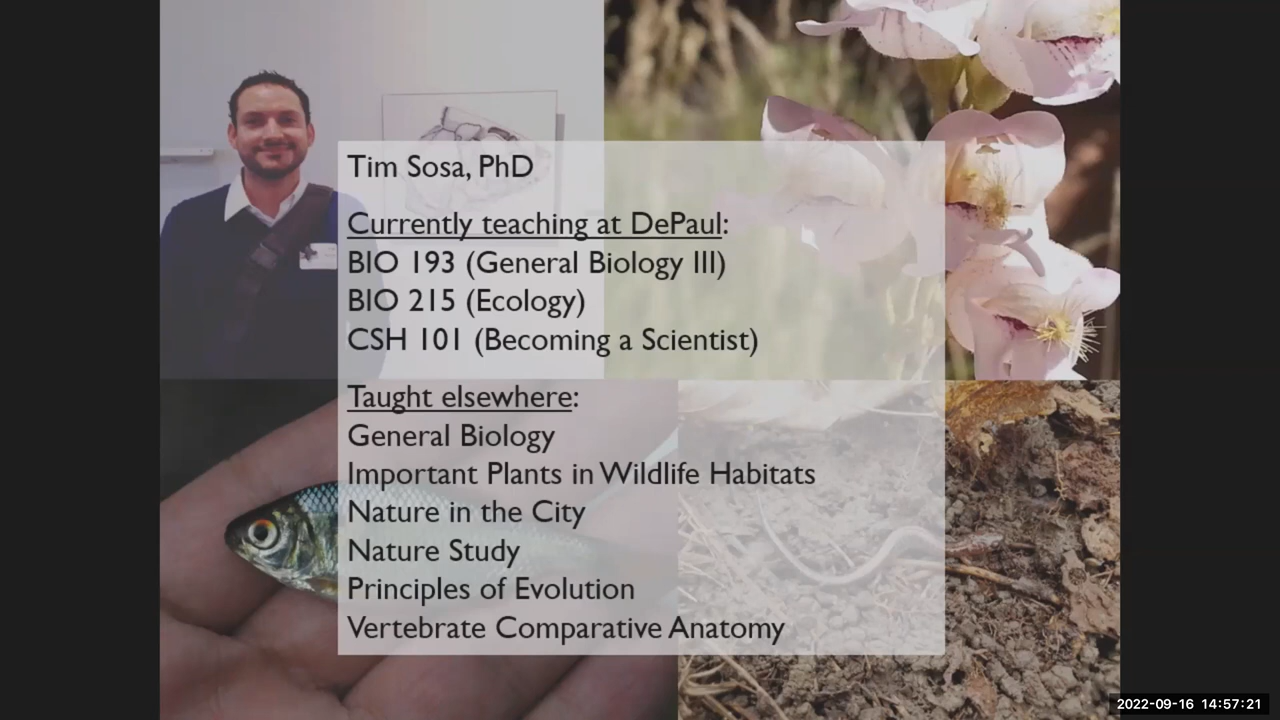 Tim Sosa, PhD
Currently teaching at DePaul:
BIO 193 (General Biology III)
BIO 215 (Ecology)
CSH 101 (Becoming a Scientist)
Taught elsewhere:
General Biology
Important Plants in Wildlife Habitats
Nature in the City
Nature Study
Principles of Evolution
Vertebrate Comparative Anatomy
2022-09-16 14:57:21